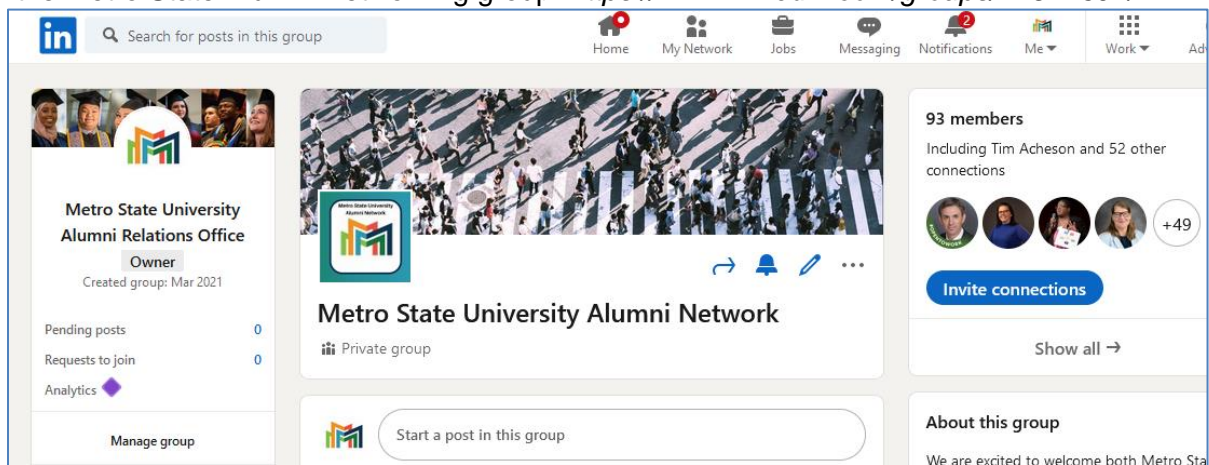 Search for posts in this group
Home
My Network
Jobs
Messaging
2
Notifications
Me
Work
Metro State University
Alumni Relations Office
Owner
Created group: Mar 2021
Pending posts 0
Requests to join 0
Analytics
Manage group
Metro State University
Alumni Network
Metro State University Alumni Network
Private group
Start a post in this group
93 members
Including Tim Acheson and 52 other
connections
+49
Invite connections
Show all →
About this group
We are excited to welcome both Metro Sta